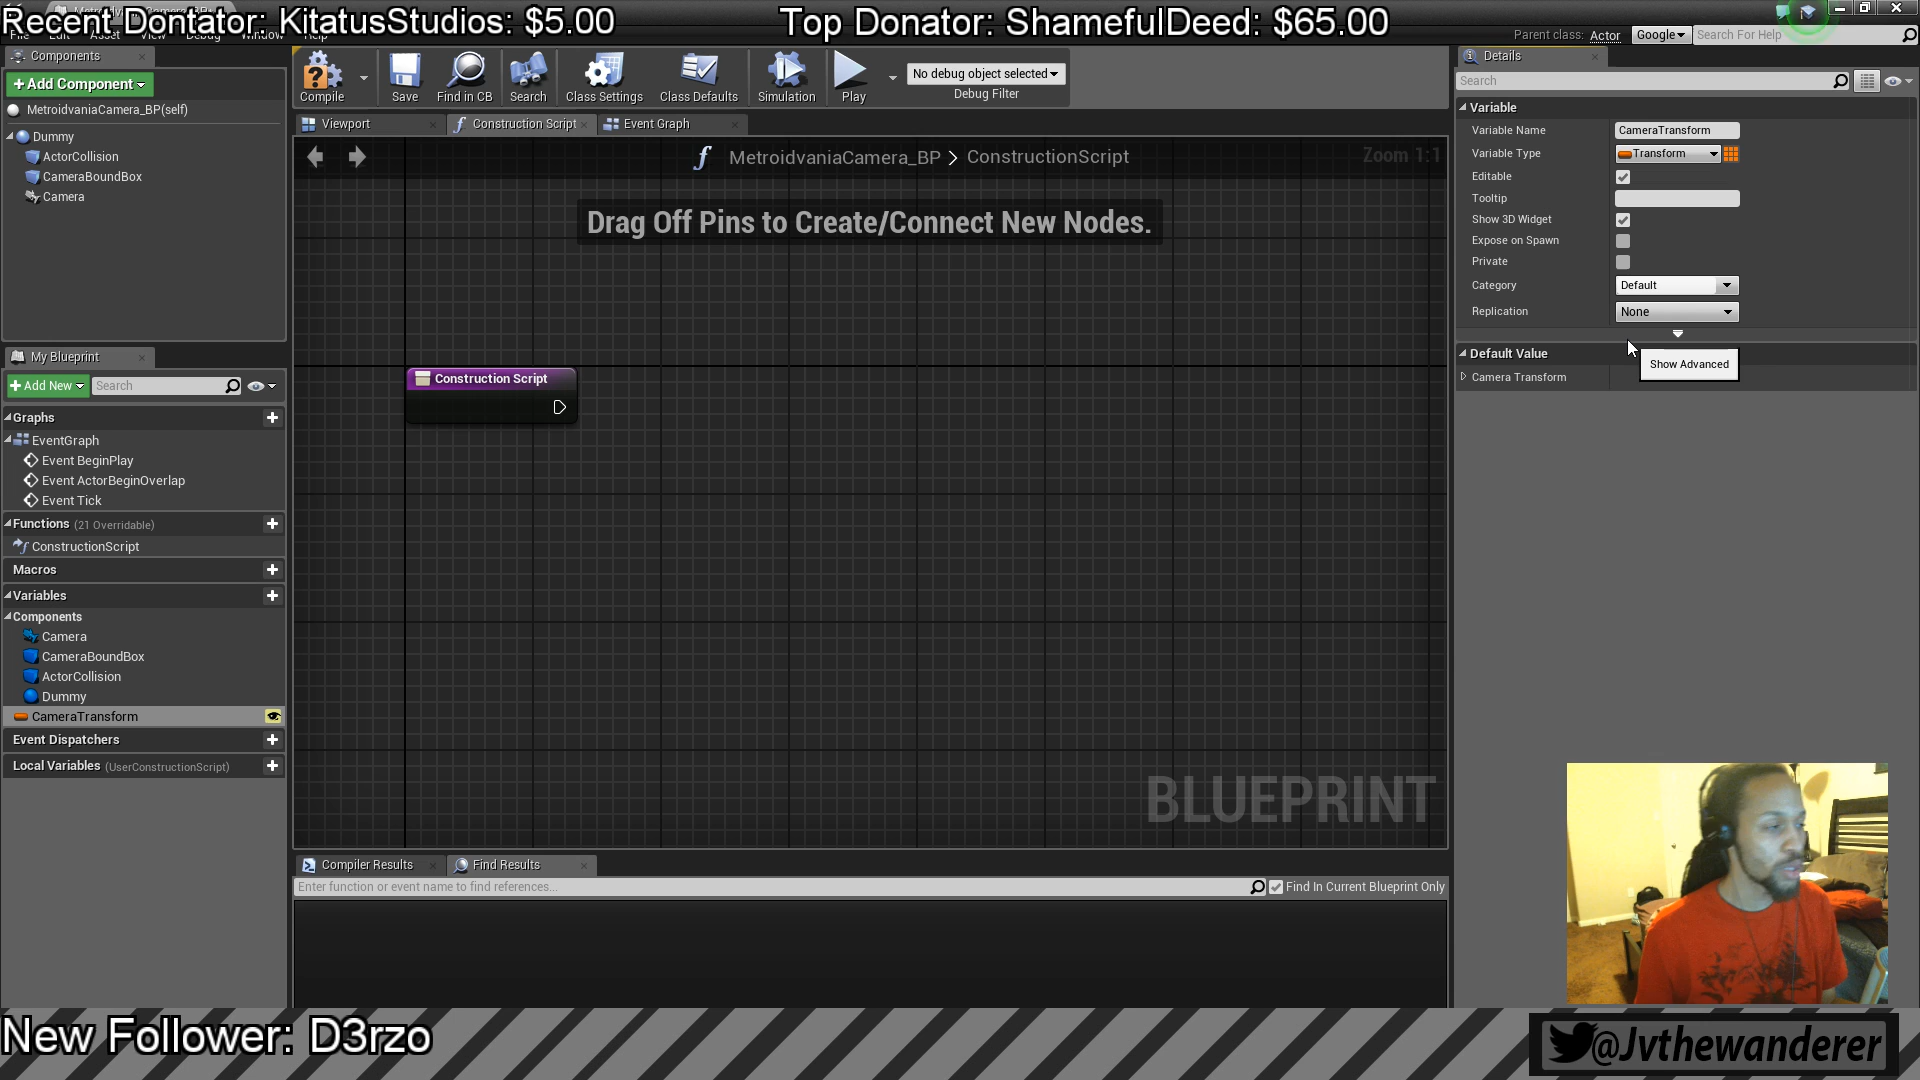 Recent Dontator: KitatusStudios: $5.00
Top Donator: ShamefulDeed: $65.00
Parent class: Actor
Google
Search For Help
Components
+ Add Component
MetroidvaniaCamera_BP(self)
Dummy
ActorCollision
CameraBoundBox
Camera
My Blueprint
+ Add New
Search
Graphs
EventGraph
Event BeginPlay
Event ActorBeginOverlap
Event Tick
Functions (21 Overridable)
ConstructionScript
Macros
Variables
Components
Camera
CameraBoundBox
ActorCollision
Dummy
CameraTransform
Event Dispatchers
Local Variables (UserConstructionScript)
Compile
Save
Find in CB
Search
Class Settings
Class Defaults
Simulation
Play
No debug object selected
Debug Filter
Viewport
Construction Script
Event Graph
MetroidvaniaCamera_BP > ConstructionScript
Zoom 1:1
Drag Off Pins to Create/Connect New Nodes.
Construction Script
BLUEPRINT
Compiler Results
Find Results
Enter function or event name to find references...
Find In Current Blueprint Only
Details
Search
Variable
Variable Name
CameraTransform
Variable Type
Transform
Editable
Tooltip
Show 3D Widget
Expose on Spawn
Private
Category
Default
Replication
None
Default Value
Show Advanced
Camera Transform
New Follower: D3rzo
@Jvthewanderer